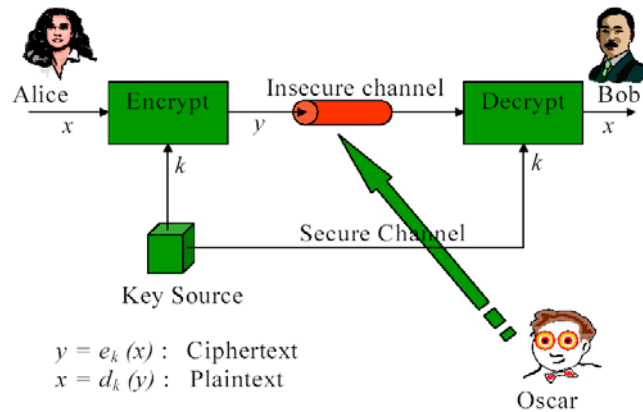 Alice
Encrypt
Insecure channel
Decrypt
Bob
x
y
x
k
k
Secure Channel
Key Source
y = eₖ (x) : Ciphertext
x = dₖ (y) : Plaintext
Oscar